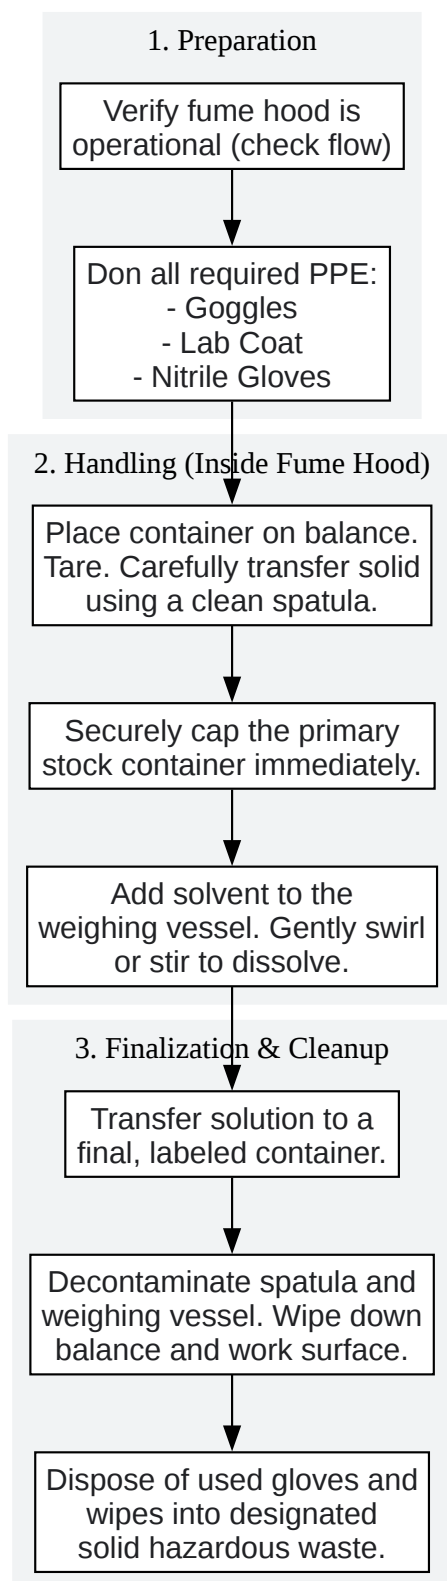 1. Preparation
Verify fume hood is
operational (check flow)
Don all required PPE:
- Goggles
- Lab Coat
- Nitrile Gloves
2. Handling (Inside Fume Hood)
Place container on balance.
Tare. Carefully transfer solid
using a clean spatula.
Securely cap the primary
stock container immediately.
Add solvent to the
weighing vessel. Gently swirl
or stir to dissolve.
3. Finalization & Cleanup
Transfer solution to a
final, labeled container.
Decontaminate spatula and
weighing vessel. Wipe down
balance and work surface.
Dispose of used gloves and
wipes into designated
solid hazardous waste.